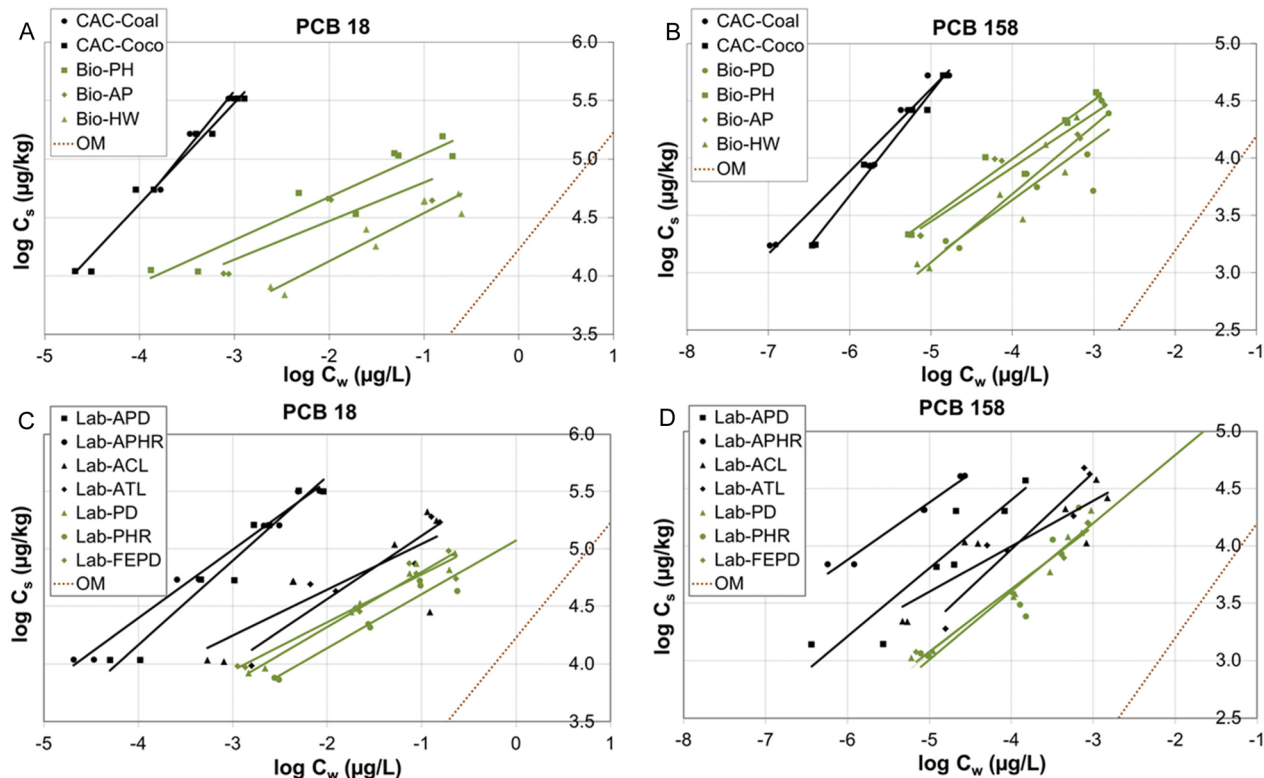 A
PCB 18
CAC-Coal
CAC-Coco
Bio-PH
Bio-AP
Bio-HW
OM
6.0
5.5
5.0
4.5
4.0
3.5
log Cs (µg/kg)
-5 -4 -3 -2 -1 0 1
log Cw (µg/L)
B
PCB 158
CAC-Coal
CAC-Coco
Bio-PD
Bio-PH
Bio-AP
Bio-HW
OM
5.0
4.5
4.0
3.5
3.0
2.5
log Cs (µg/kg)
-8 -7 -6 -5 -4 -3 -2 -1
log Cw (µg/L)
C
PCB 18
Lab-APD
Lab-APHR
Lab-ACL
Lab-ATL
Lab-PD
Lab-PHR
Lab-FEPD
OM
6.0
5.5
5.0
4.5
4.0
3.5
log Cs (µg/kg)
-5 -4 -3 -2 -1 0 1
log Cw (µg/L)
D
PCB 158
Lab-APD
Lab-APHR
Lab-ACL
Lab-ATL
Lab-PD
Lab-PHR
Lab-FEPD
OM
5.0
4.5
4.0
3.5
3.0
2.5
log Cs (µg/kg)
-8 -7 -6 -5 -4 -3 -2 -1
log Cw (µg/L)